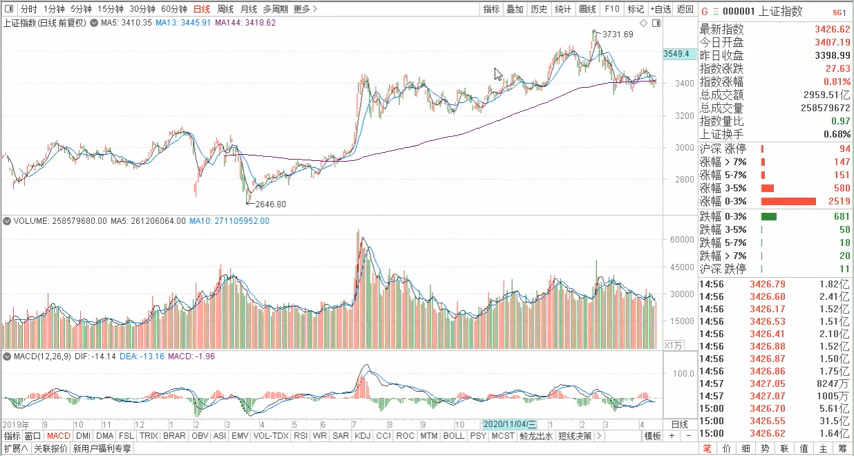 分时 1分钟 5分钟 15分钟 30分钟 60分钟 日线 周线 月线 多周期 更多 >
指标 叠加 历史 统计 画线 F10 标记 +自选 返回
上证指数(日线 前复权) MA5: 3410.35 MA13: 3445.91 MA144: 3418.62
3731.69
3549.4
3400
3200
3000
2800
2646.80
VOLUME: 258579680.00 MA5: 261206064.00 MA10: 271105952.00
60000
45000
30000
15000
X1万
MACD(12,26,9) DIF: -14.14 DEA: -13.16 MACD: -1.96
100.0
2019年 9 10 11 12 1 2 3 4 5 6 7 8 9 10 2020/11/04/三 1 2 3 4 日线
指标 窗口 MACD DMI DMA FSL TRIX BRAR OBV ASI EMV VOL-TDX RSI WR SAR KDJ CCI ROC MTM BOLL PSY MCST 蛟龙出水 短线决策 > 模板 + -
扩展∧ 关联报价 新用户福利专享
G 000001 上证指数
最新指数 3426.62
今日开盘 3407.19
昨日收盘 3398.99
指数涨跌 27.63
指数涨幅 0.81%
总成交额 2959.51亿
总成交量 258579672
指数量比 0.97
上证换手 0.68%
沪深 涨停 94
涨幅 > 7% 147
涨幅 5-7% 151
涨幅 3-5% 580
涨幅 0-3% 2519
跌幅 0-3% 681
跌幅 3-5% 58
跌幅 5-7% 18
跌幅 > 7% 20
沪深 跌停 11
14:56 3426.79 1.82亿
14:56 3426.60 2.41亿
14:56 3426.17 1.52亿
14:56 3426.53 1.51亿
14:56 3426.41 2.10亿
14:56 3426.88 1.52亿
14:56 3426.87 1.50亿
14:56 3426.86 1.75亿
14:57 3427.05 8247万
14:57 3427.07 1005万
15:00 3426.70 5.61亿
15:00 3426.55 31.5亿
15:00 3426.62 1.64亿
笔 价 细 势 联 值 主 筹